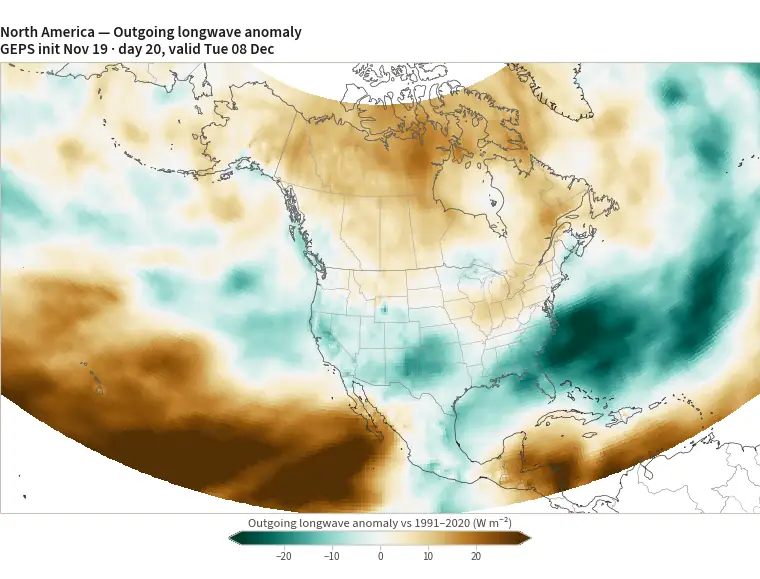 North America — Outgoing longwave anomaly
GEPS init Nov 19 · day 20, valid Tue 08 Dec
Outgoing longwave anomaly vs 1991–2020 (W m⁻²)
−20 −10 0 10 20